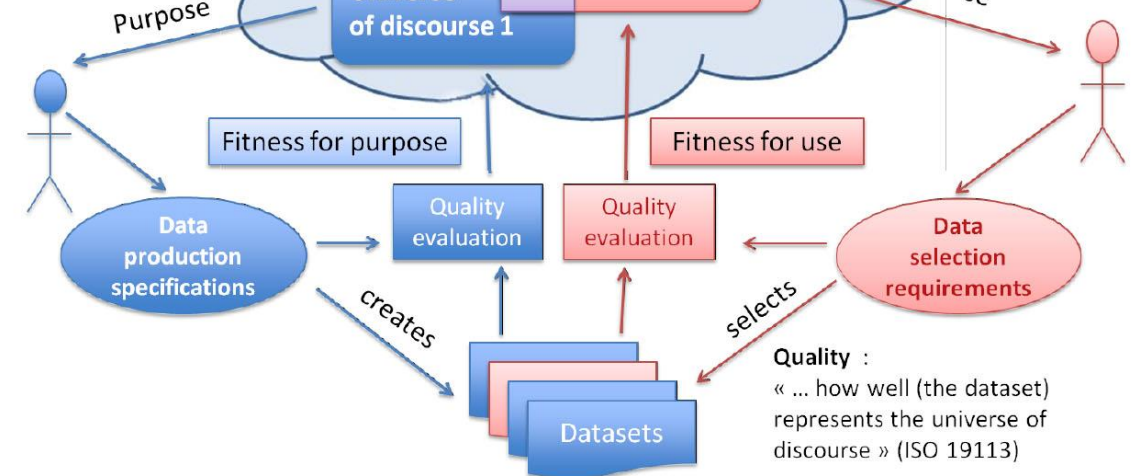 Purpose
of discourse 1
Fitness for purpose
Fitness for use
Quality
evaluation
Quality
evaluation
Data
production
specifications
Data
selection
requirements
creates
selects
Datasets
Quality :
« ... how well (the dataset)
represents the universe of
discourse » (ISO 19113)